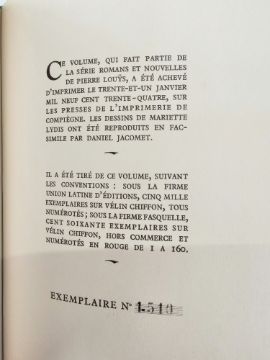 CE VOLUME, QUI FAIT PARTIE DE
LA SÉRIE ROMANS ET NOUVELLES
DE PIERRE LOUŸS, A ÉTÉ ACHEVÉ
D'IMPRIMER LE TRENTE-ET-UN JANVIER
MIL NEUF CENT TRENTE-QUATRE, SUR
LES PRESSES DE L'IMPRIMERIE DE
COMPIÈGNE. LES DESSINS DE MARIETTE
LYDIS ONT ÉTÉ REPRODUITS EN FAC-
SIMILE PAR DANIEL JACOMET.
IL A ÉTÉ TIRÉ DE CE VOLUME, SUIVANT
LES CONVENTIONS : SOUS LA FIRME
UNION LATINE D'ÉDITIONS, CINQ MILLE
EXEMPLAIRES SUR VÉLIN CHIFFON, TOUS
NUMÉROTÉS ; SOUS LA FIRME FASQUELLE,
CENT SOIXANTE EXEMPLAIRES SUR
VÉLIN CHIFFON, HORS COMMERCE ET
NUMÉROTÉS EN ROUGE DE 1 A 160.
EXEMPLAIRE Nº